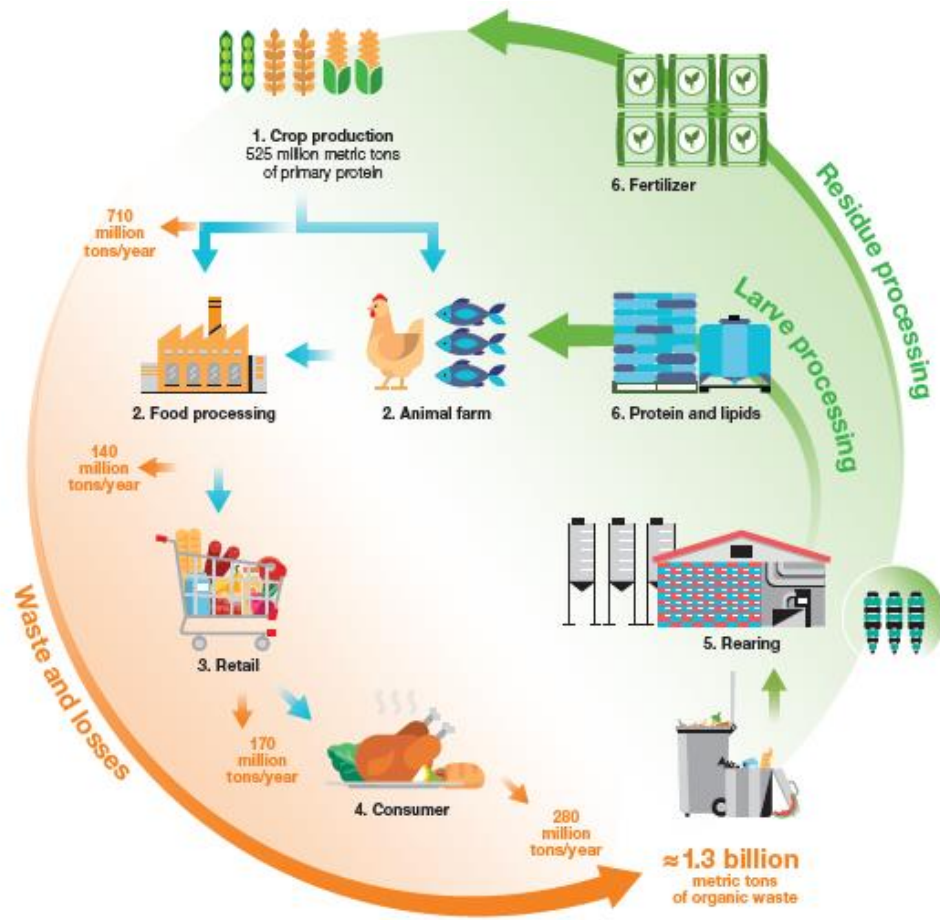 1. Crop production
525 million metric tons
of primary protein
6. Fertilizer
Residue processing
710
million
tons/year
Larve processing
2. Food processing
2. Animal farm
6. Protein and lipids
140
million
tons/year
Waste and losses
3. Retail
5. Rearing
170
million
tons/year
4. Consumer
280
million
tons/year
≈1.3 billion
metric tons
of organic waste